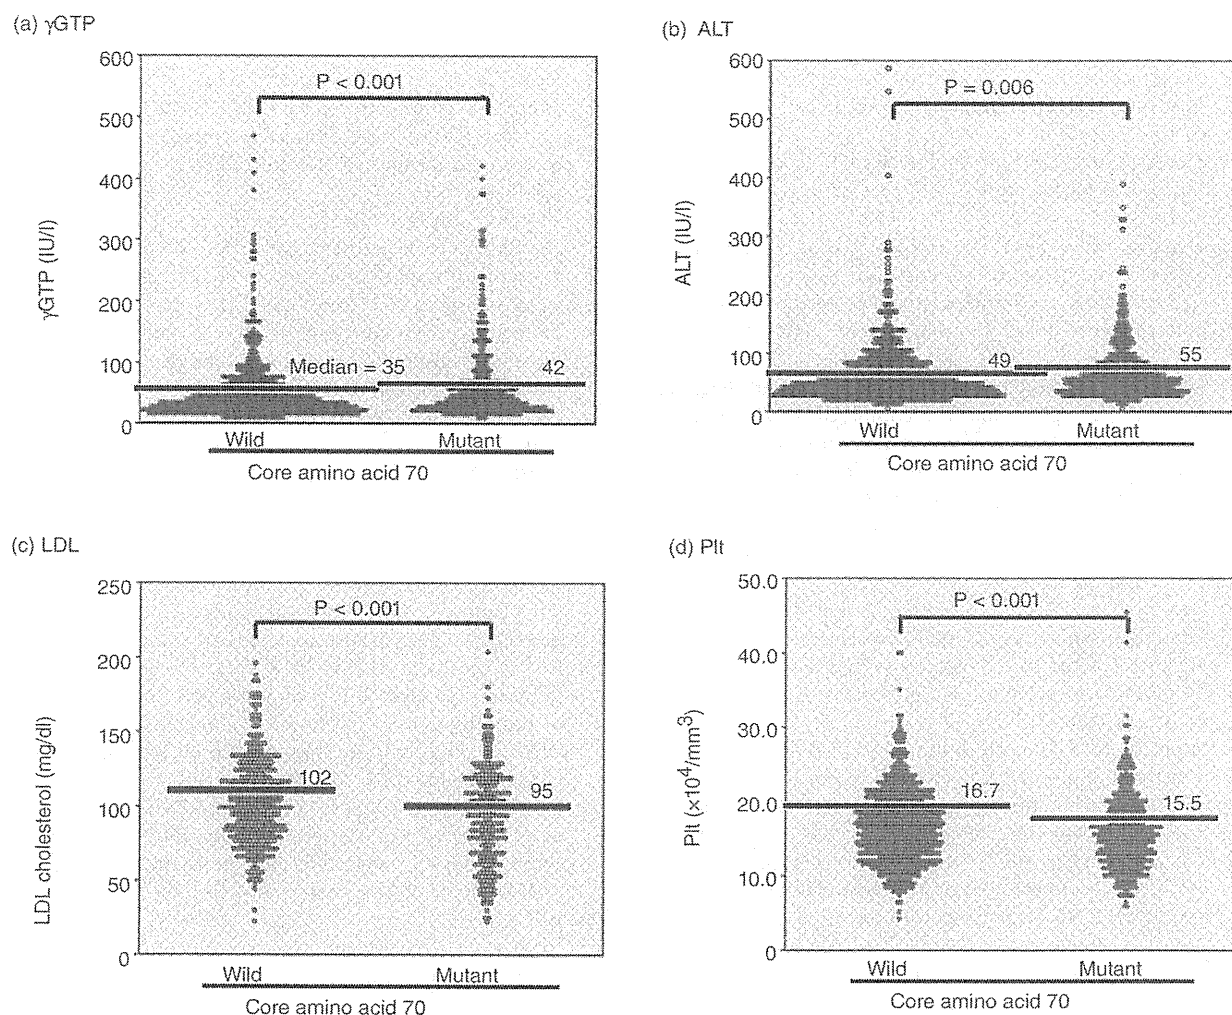 (a) γGTP
600
500
400
300
200
100
0
γGTP (IU/l)
P < 0.001
Median = 35
42
Wild
Mutant
Core amino acid 70
(b) ALT
600
500
400
300
200
100
0
ALT (IU/l)
P = 0.006
49
55
Wild
Mutant
Core amino acid 70
(c) LDL
250
200
150
100
50
0
LDL cholesterol (mg/dl)
P < 0.001
102
95
Wild
Mutant
Core amino acid 70
(d) Plt
50.0
40.0
30.0
20.0
10.0
0
Plt (×10⁴/mm³)
P < 0.001
16.7
15.5
Wild
Mutant
Core amino acid 70